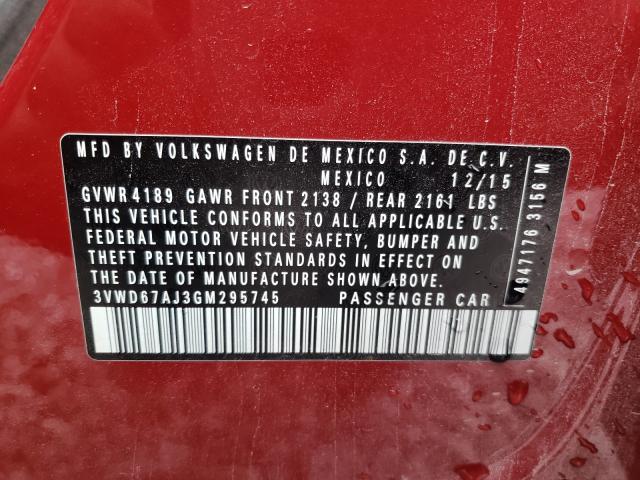 MFD BY VOLKSWAGEN DE MEXICO S.A. DE C.V.
MEXICO 12/15
GVWR 4189 GAWR FRONT 2138 / REAR 2161 LBS
THIS VEHICLE CONFORMS TO ALL APPLICABLE U.S.
FEDERAL MOTOR VEHICLE SAFETY, BUMPER AND
THEFT PREVENTION STANDARDS IN EFFECT ON
THE DATE OF MANUFACTURE SHOWN ABOVE.
3VWD67AJ3GM295745 PASSENGER CAR
4947176 3156 M